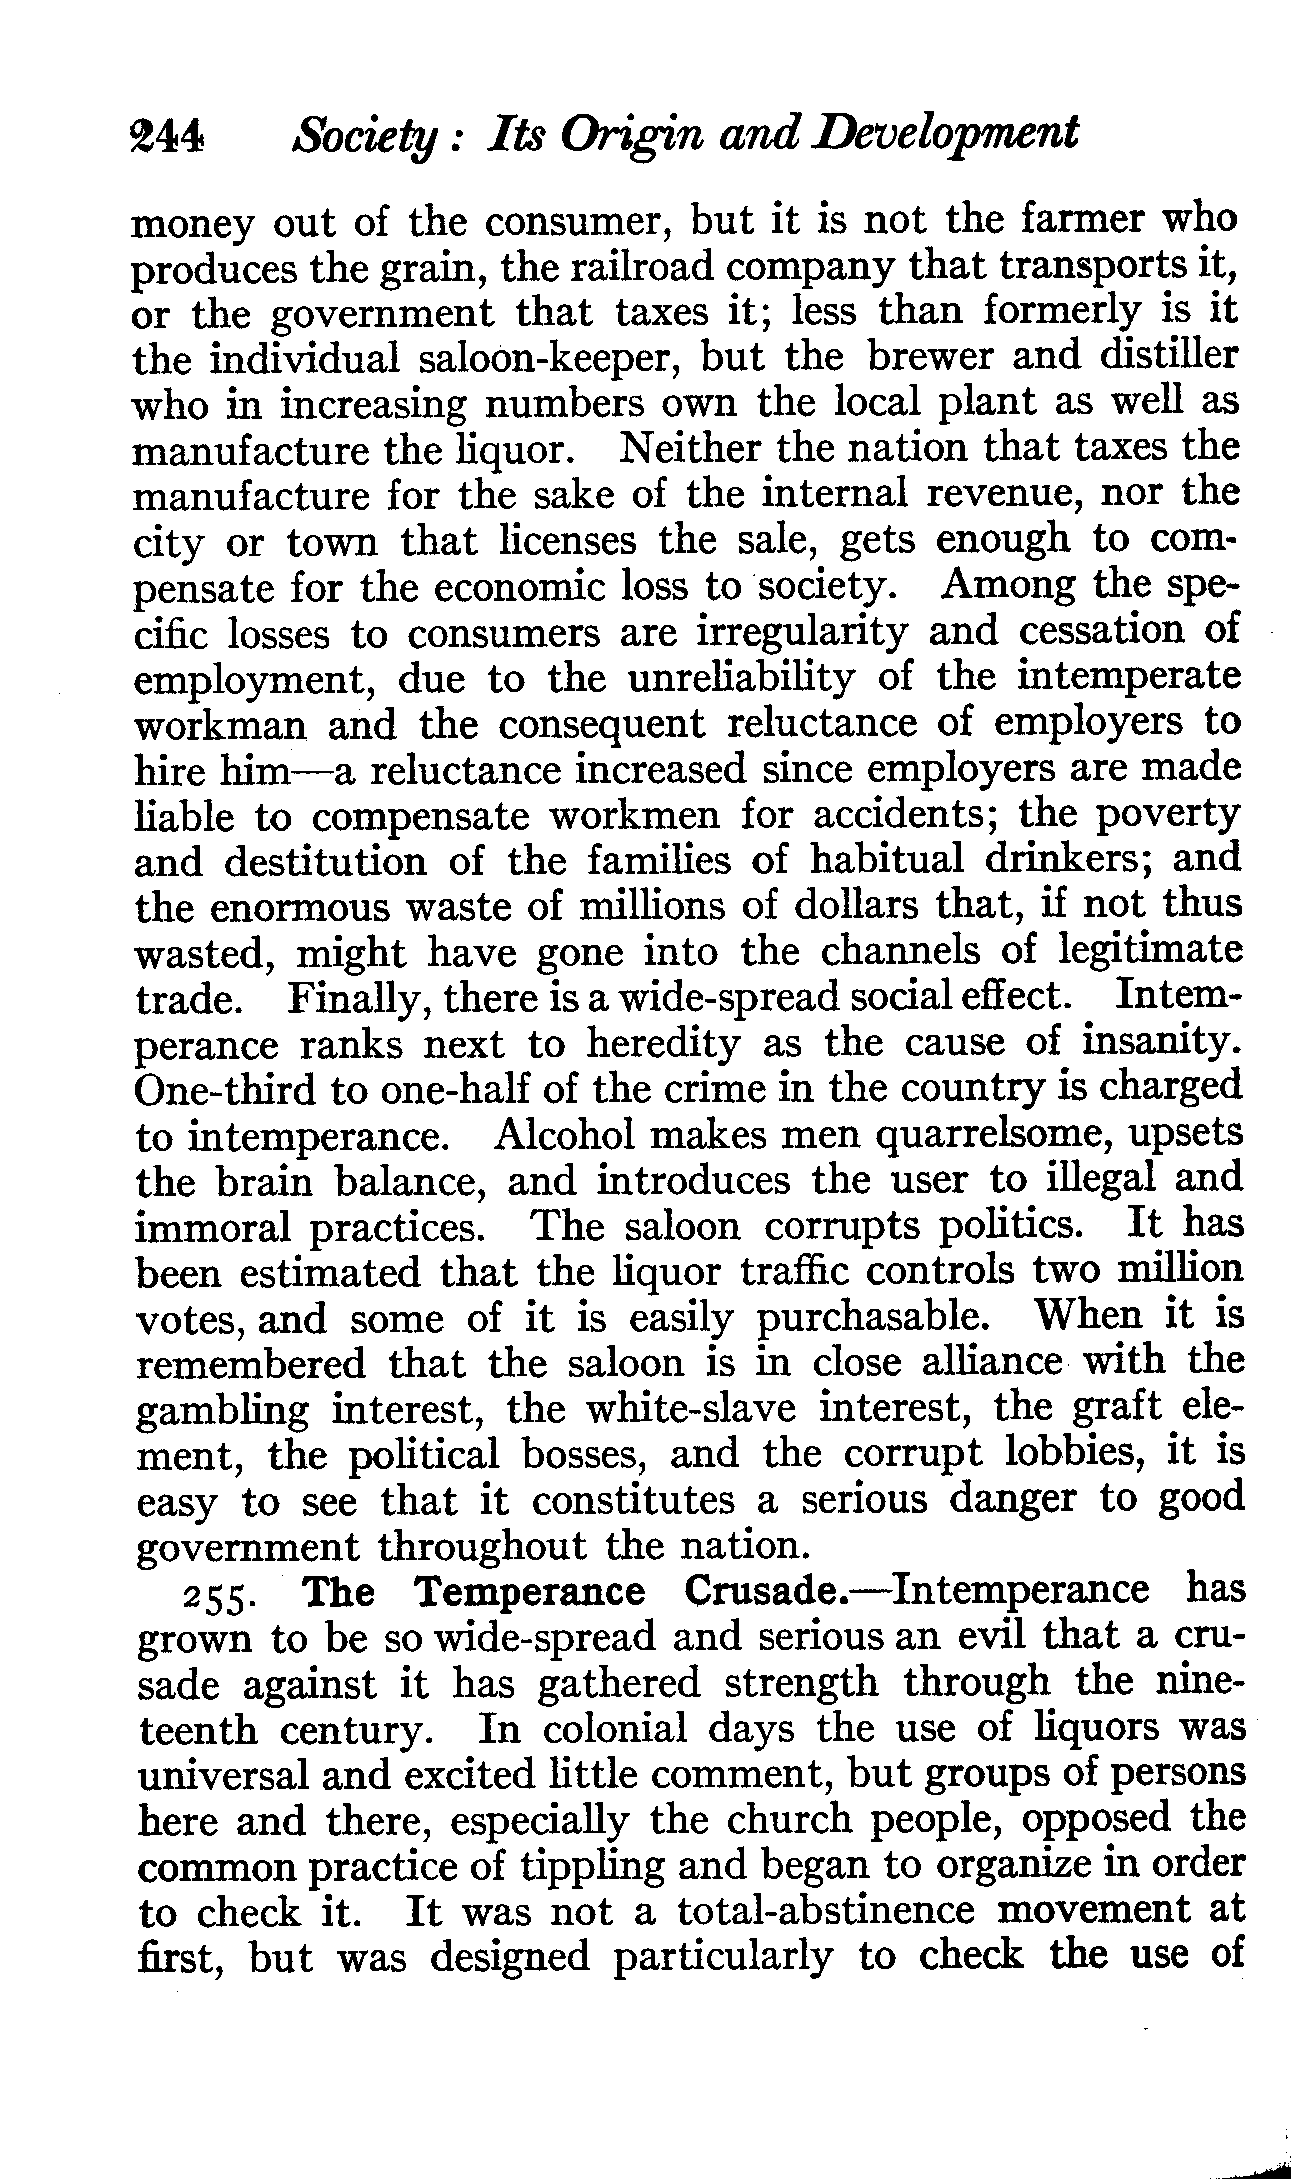 244 Society : Its Origin and Development
money out of the consumer, but it is not the farmer who
produces the grain, the railroad company that transports it,
or the government that taxes it; less than formerly is it
the individual saloon-keeper, but the brewer and distiller
who in increasing numbers own the local plant as well as
manufacture the liquor. Neither the nation that taxes the
manufacture for the sake of the internal revenue, nor the
city or town that licenses the sale, gets enough to com-
pensate for the economic loss to society. Among the spe-
cific losses to consumers are irregularity and cessation of
employment, due to the unreliability of the intemperate
workman and the consequent reluctance of employers to
hire him—a reluctance increased since employers are made
liable to compensate workmen for accidents; the poverty
and destitution of the families of habitual drinkers; and
the enormous waste of millions of dollars that, if not thus
wasted, might have gone into the channels of legitimate
trade. Finally, there is a wide-spread social effect. Intem-
perance ranks next to heredity as the cause of insanity.
One-third to one-half of the crime in the country is charged
to intemperance. Alcohol makes men quarrelsome, upsets
the brain balance, and introduces the user to illegal and
immoral practices. The saloon corrupts politics. It has
been estimated that the liquor traffic controls two million
votes, and some of it is easily purchasable. When it is
remembered that the saloon is in close alliance with the
gambling interest, the white-slave interest, the graft ele-
ment, the political bosses, and the corrupt lobbies, it is
easy to see that it constitutes a serious danger to good
government throughout the nation.
255. The Temperance Crusade.—Intemperance has
grown to be so wide-spread and serious an evil that a cru-
sade against it has gathered strength through the nine-
teenth century. In colonial days the use of liquors was
universal and excited little comment, but groups of persons
here and there, especially the church people, opposed the
common practice of tippling and began to organize in order
to check it. It was not a total-abstinence movement at
first, but was designed particularly to check the use of